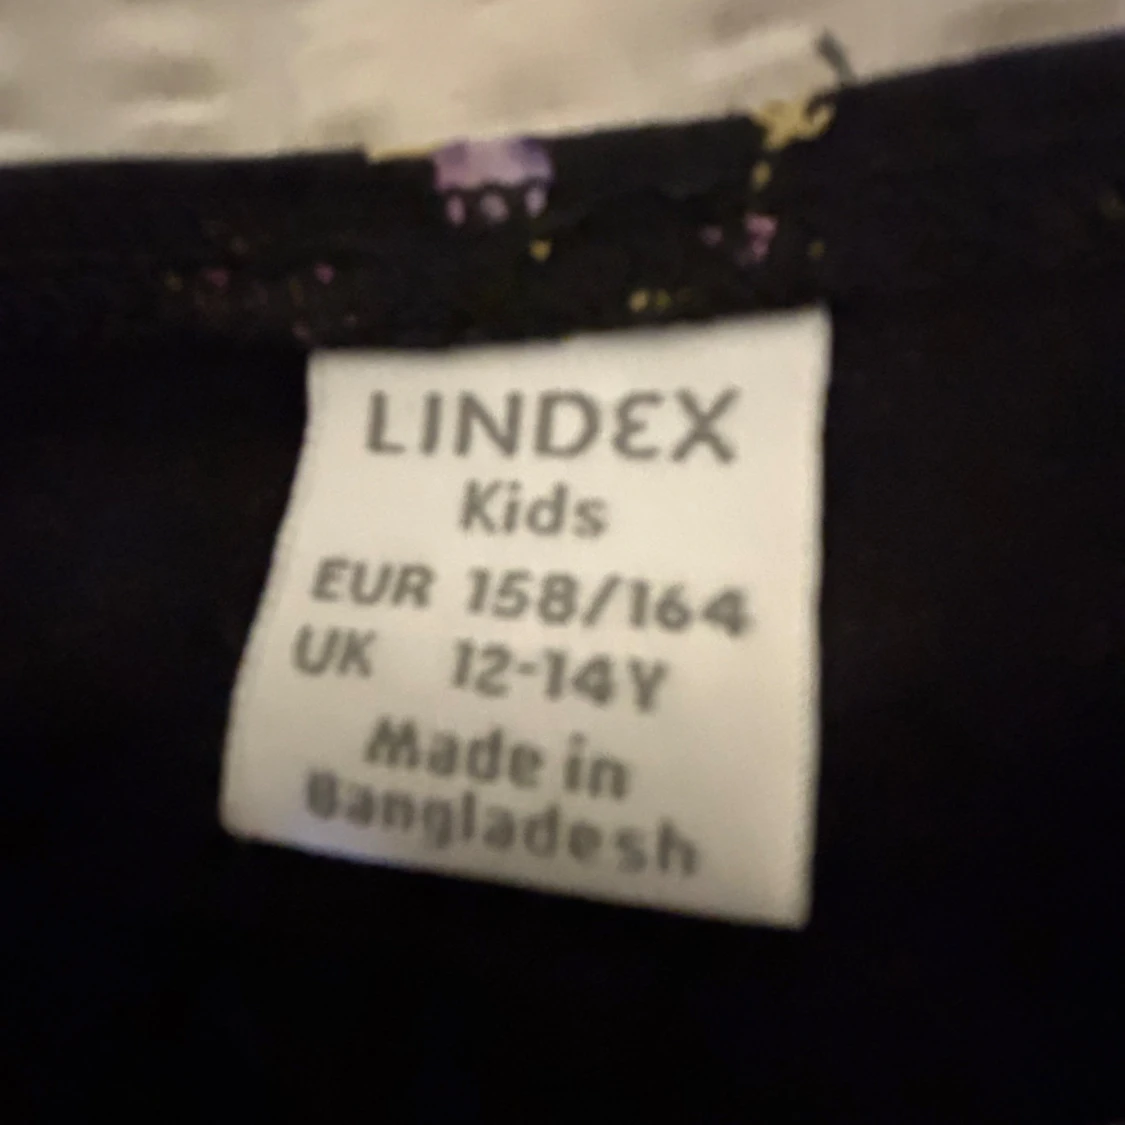 LINDEX
Kids
EUR 158/164
UK 12-14Y
Made in
Bangladesh